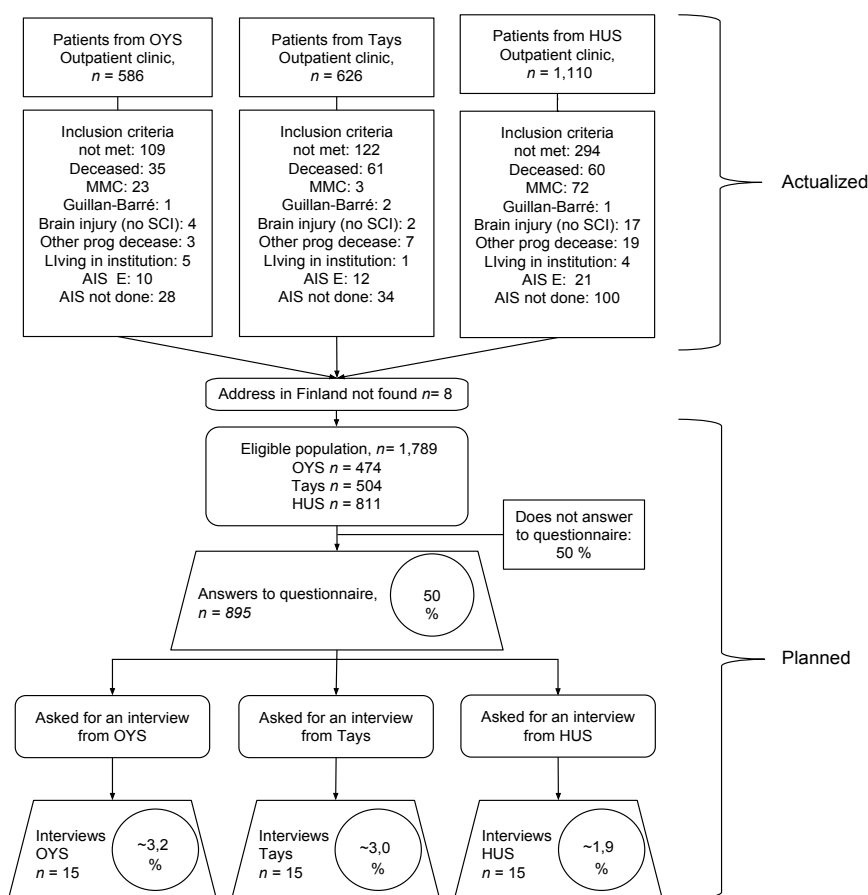 Patients from OYS
Outpatient clinic,
n = 586
Patients from Tays
Outpatient clinic,
n = 626
Patients from HUS
Outpatient clinic,
n = 1,110
Inclusion criteria
not met: 109
Deceased: 35
MMC: 23
Guillan-Barré: 1
Brain injury (no SCI): 4
Other prog decease: 3
LIving in institution: 5
AIS E: 10
AIS not done: 28
Inclusion criteria
not met: 122
Deceased: 61
MMC: 3
Guillan-Barré: 2
Brain injury (no SCI): 2
Other prog decease: 7
LIving in institution: 1
AIS E: 12
AIS not done: 34
Inclusion criteria
not met: 294
Deceased: 60
MMC: 72
Guillan-Barré: 1
Brain injury (no SCI): 17
Other prog decease: 19
LIving in institution: 4
AIS E: 21
AIS not done: 100
Actualized
Address in Finland not found n= 8
Eligible population, n= 1,789
OYS n = 474
Tays n = 504
HUS n = 811
Does not answer
to questionnaire:
50 %
Answers to questionnaire,
n = 895
50
%
Planned
Asked for an interview
from OYS
Asked for an interview
from Tays
Asked for an interview
from HUS
Interviews
OYS
n = 15
~3,2
%
Interviews
Tays
n = 15
~3,0
%
Interviews
HUS
n = 15
~1,9
%